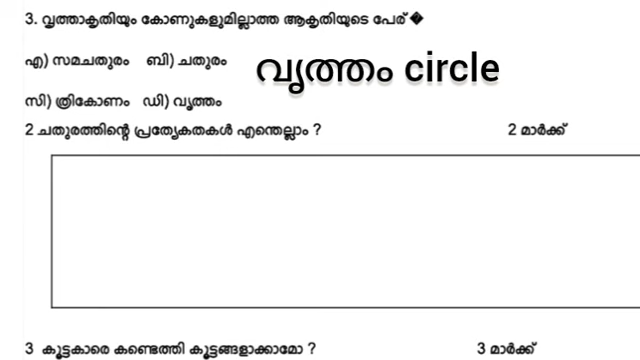 3. വൃത്താകൃതിയും കോണുകളുമില്ലാത്ത ആകൃതിയുടെ പേര് �
എ) സമചതുരം ബി) ചതുരം
വൃത്തം circle
സി) ത്രികോണം ഡി) വൃത്തം
2 ചതുരത്തിന്റെ പ്രത്യേകതകൾ എന്തെല്ലാം ? 2 മാർക്ക്
3 കൂട്ടകാരെ കണ്ടെത്തി കൂട്ടങ്ങളാക്കാമോ ? 3 മാർക്ക്